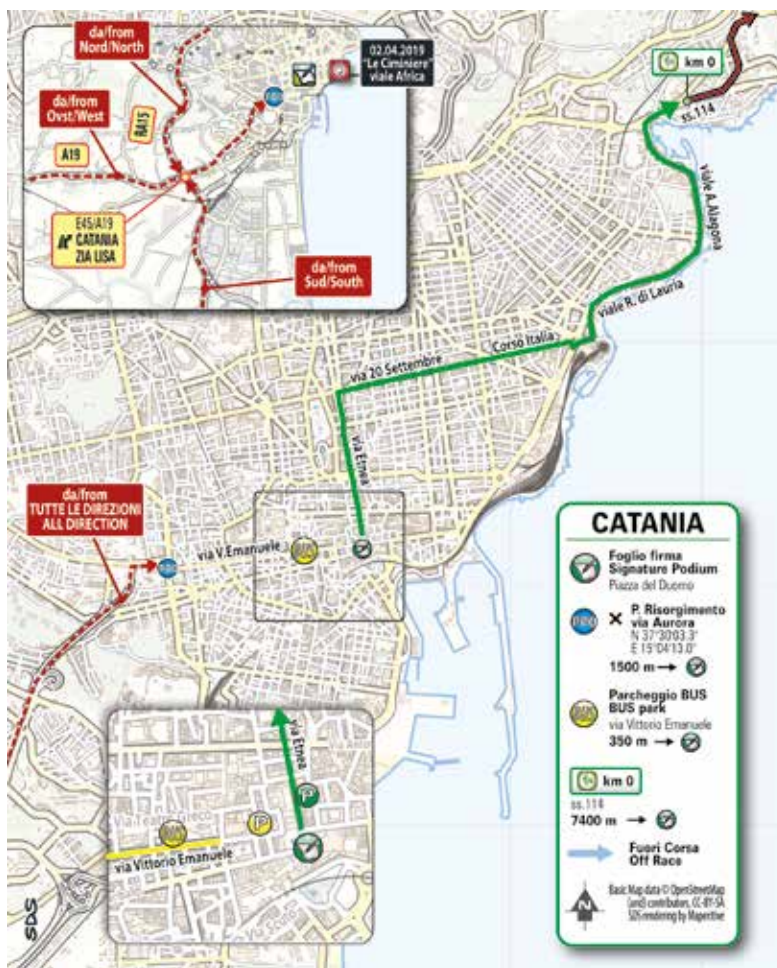 da/from
Nord/North
02.04.2019
"Le Ciminiere"
viale Africa
da/from
Ovst/West
RA15
A19
E45/A19
CATANIA
ZIA LISA
da/from
Sud/South
km 0
ss.114
viale A.Alagona
viale R. di Lauria
Corso Italia
via 20 Settembre
via Etnea
da/from
TUTTE LE DIREZIONI
ALL DIRECTION
via V.Emanuele
BUS
CATANIA
Foglio firma
Signature Podium
Piazza del Duomo
P. Risorgimento
via Aurora
N 37°30'03.3"
E 15°04'13.0"
1500 m
Parcheggio BUS
BUS park
via Vittorio Emanuele
350 m
km 0
ss.114
7400 m
Fuori Corsa
Off Race
N
Basic Map data © OpenStreetMap
(and) contributors, CC-BY-SA
SDS rendering by Maperitive
via Etnea
P
BUS
P
via Vittorio Emanuele
SDS